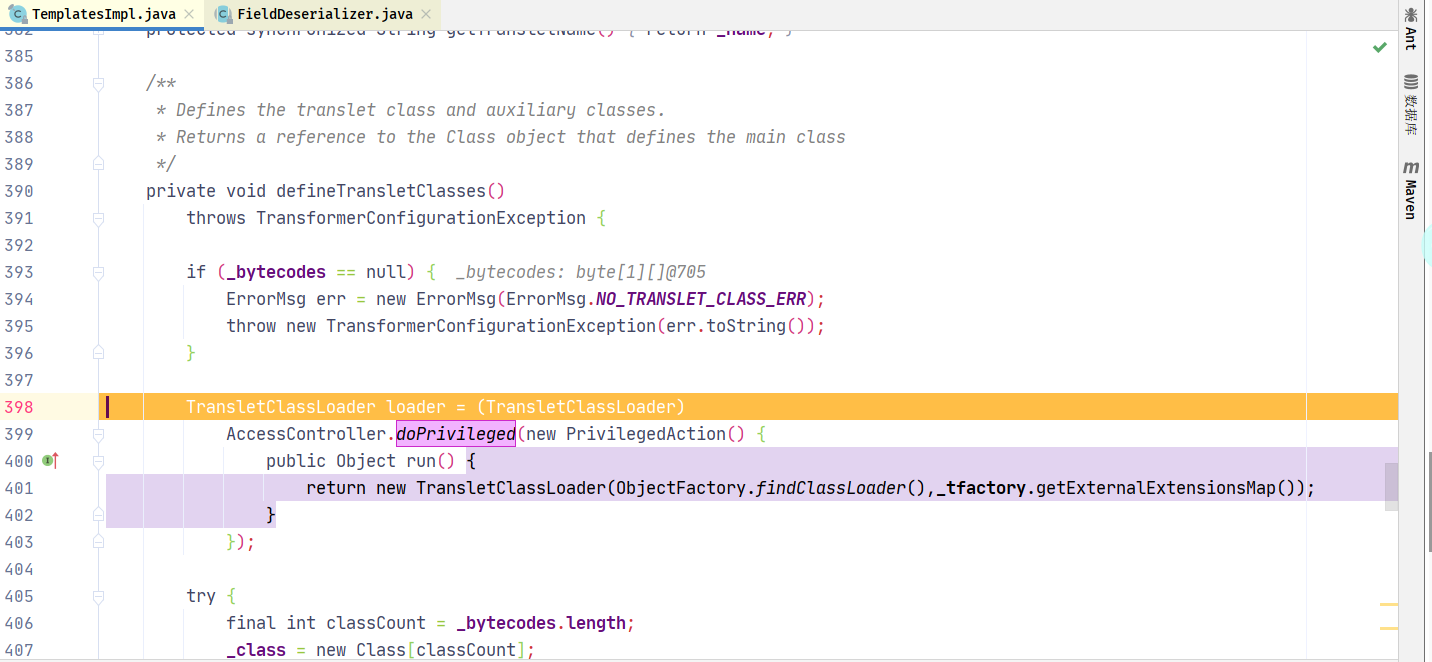 TemplatesImpl.java
FieldDeserializer.java
382 protected synchronized String getTransletName() { return _name; }
385
386 /**
387 * Defines the translet class and auxiliary classes.
388 * Returns a reference to the Class object that defines the main class
389 */
390 private void defineTransletClasses()
391 throws TransformerConfigurationException {
392
393 if (_bytecodes == null) { _bytecodes: byte[1][]@705
394 ErrorMsg err = new ErrorMsg(ErrorMsg.NO_TRANSLET_CLASS_ERR);
395 throw new TransformerConfigurationException(err.toString());
396 }
397
398 TransletClassLoader loader = (TransletClassLoader)
399 AccessController.doPrivileged(new PrivilegedAction() {
400 public Object run() {
401 return new TransletClassLoader(ObjectFactory.findClassLoader(),_tfactory.getExternalExtensionsMap());
402 }
403 });
404
405 try {
406 final int classCount = _bytecodes.length;
407 _class = new Class[classCount];
Ant
数据库
m Maven